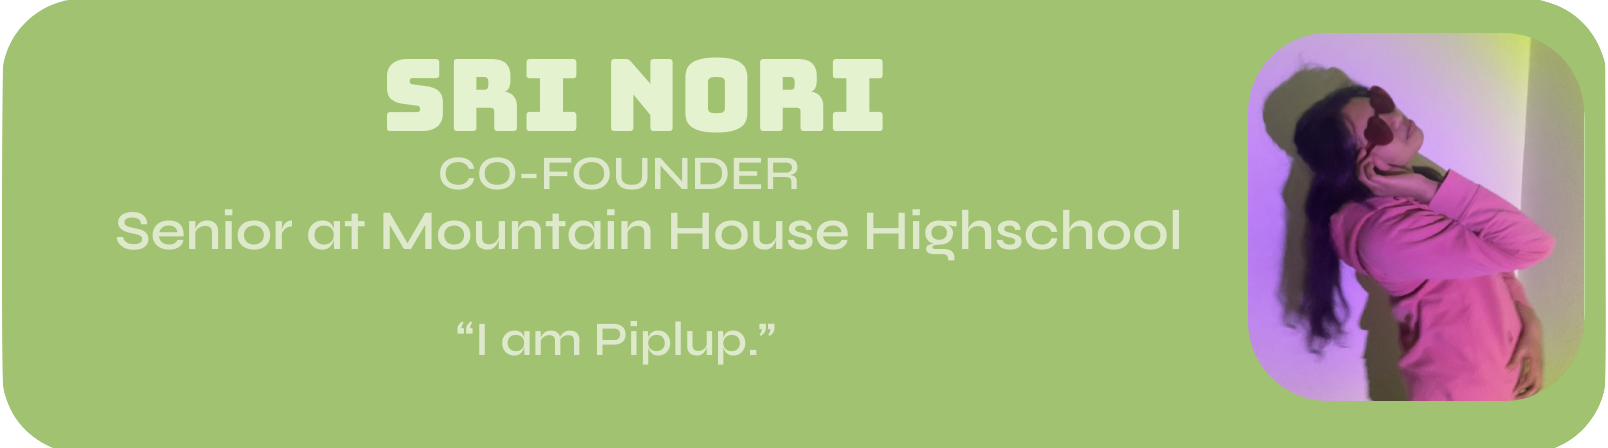 SRI NORI
CO-FOUNDER
Senior at Mountain House Highschool
“I am Piplup.”